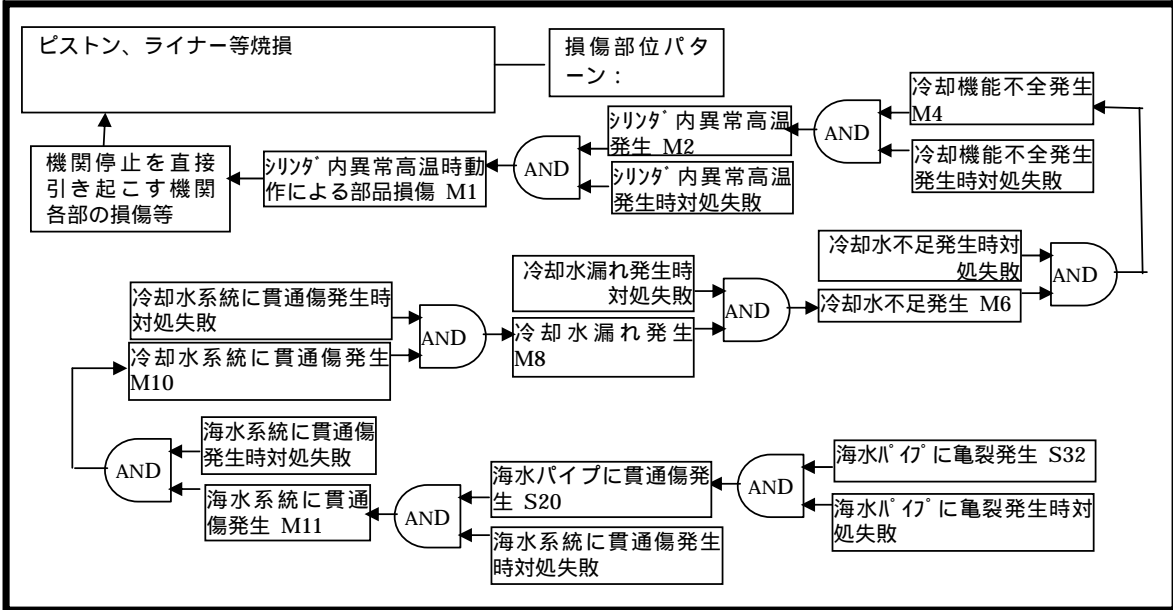 ピストン、ライナー等焼損
損傷部位パタ
ーン：
冷却機能不全発生
M4
AND
冷却機能不全発生
発生時対処失敗
ｼﾘﾝﾀﾞ内異常高温
発生 M2
AND
ｼﾘﾝﾀﾞ内異常高温
発生時対処失敗
ｼﾘﾝﾀﾞ内異常高温時動
作による部品損傷 M1
機関停止を直接
引き起こす機関
各部の損傷等
冷却水不足発生時対
処失敗
AND
冷却水不足発生 M6
冷却水漏れ発生時
対処失敗
AND
冷却水漏れ発生
M8
冷却水系統に貫通傷発生時
対処失敗
AND
冷却水系統に貫通傷発生
M10
海水系統に貫通傷
発生時対処失敗
AND
海水系統に貫通
傷発生 M11
海水パイプに貫通傷発
生 S20
AND
海水系統に貫通傷発生
時対処失敗
海水ﾊﾟｲﾌﾟに亀裂発生 S32
AND
海水ﾊﾟｲﾌﾟに亀裂発生時対
処失敗